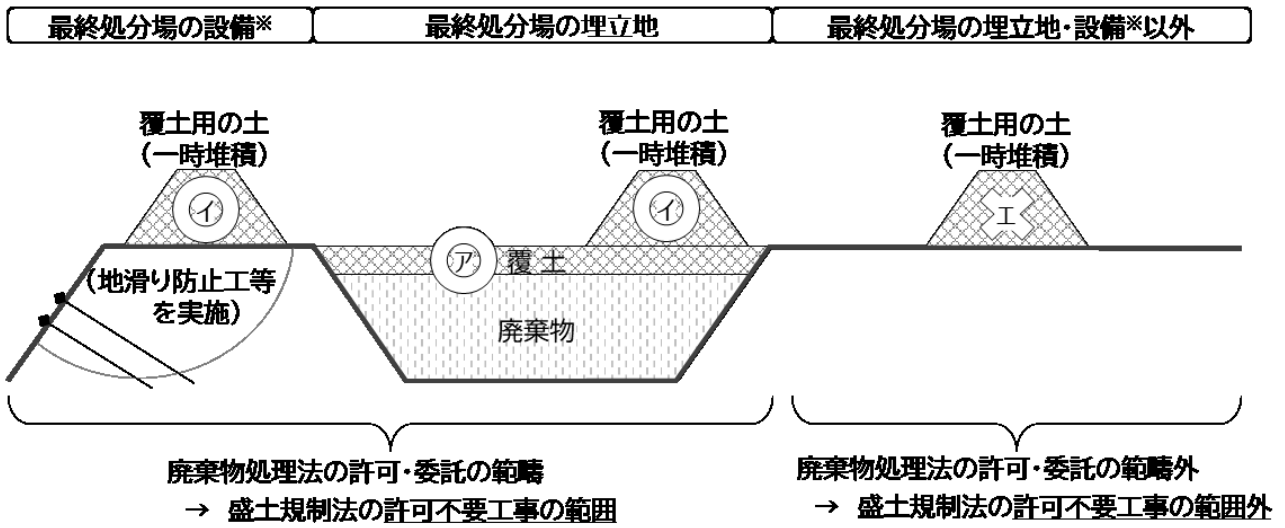 最終処分場の設備※
最終処分場の埋立地
最終処分場の埋立地・設備※以外
覆土用の土
（一時堆積）
イ
覆土用の土
（一時堆積）
イ
覆土用の土
（一時堆積）
エ
ア
覆土
（地滑り防止工等
を実施）
廃棄物
廃棄物処理法の許可・委託の範疇
→ 盛土規制法の許可不要工事の範囲
廃棄物処理法の許可・委託の範疇外
→ 盛土規制法の許可不要工事の範囲外